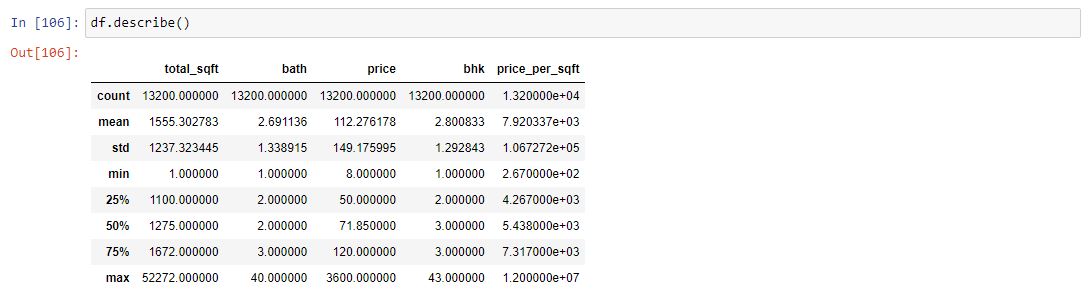 In [106]: df.describe()
Out[106]:
total_sqft bath price bhk price_per_sqft
count 13200.000000 13200.000000 13200.000000 13200.000000 1.320000e+04
mean 1555.302783 2.691136 112.276178 2.800833 7.920337e+03
std 1237.323445 1.338915 149.175995 1.292843 1.067272e+05
min 1.000000 1.000000 8.000000 1.000000 2.670000e+02
25% 1100.000000 2.000000 50.000000 2.000000 4.267000e+03
50% 1275.000000 2.000000 71.850000 3.000000 5.438000e+03
75% 1672.000000 3.000000 120.000000 3.000000 7.317000e+03
max 52272.000000 40.000000 3600.000000 43.000000 1.200000e+07